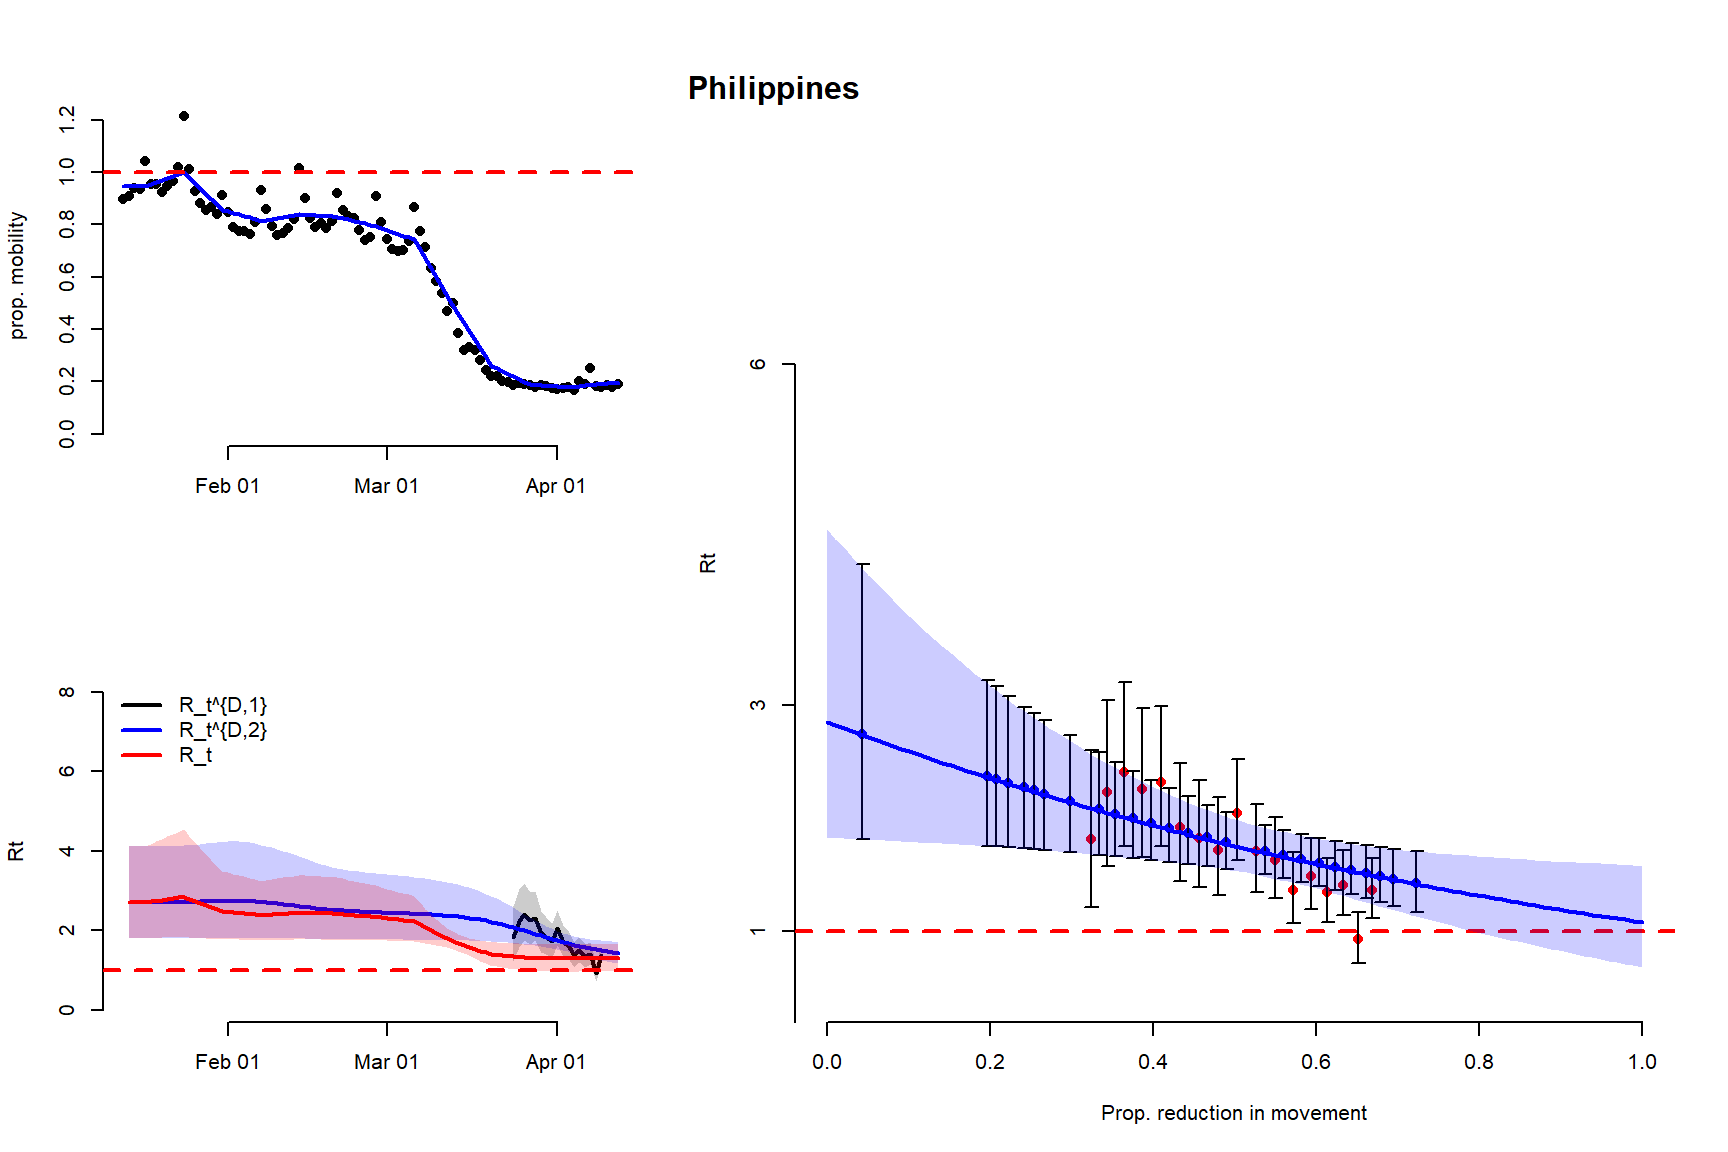 Philippines
prop. mobility
1.2
1.0
0.8
0.6
0.4
0.2
0.0
Feb 01 Mar 01 Apr 01
Rt
8
6
4
2
0
R_t^{D,1}
R_t^{D,2}
R_t
Feb 01 Mar 01 Apr 01
Rt
6
3
1
0.0 0.2 0.4 0.6 0.8 1.0
Prop. reduction in movement